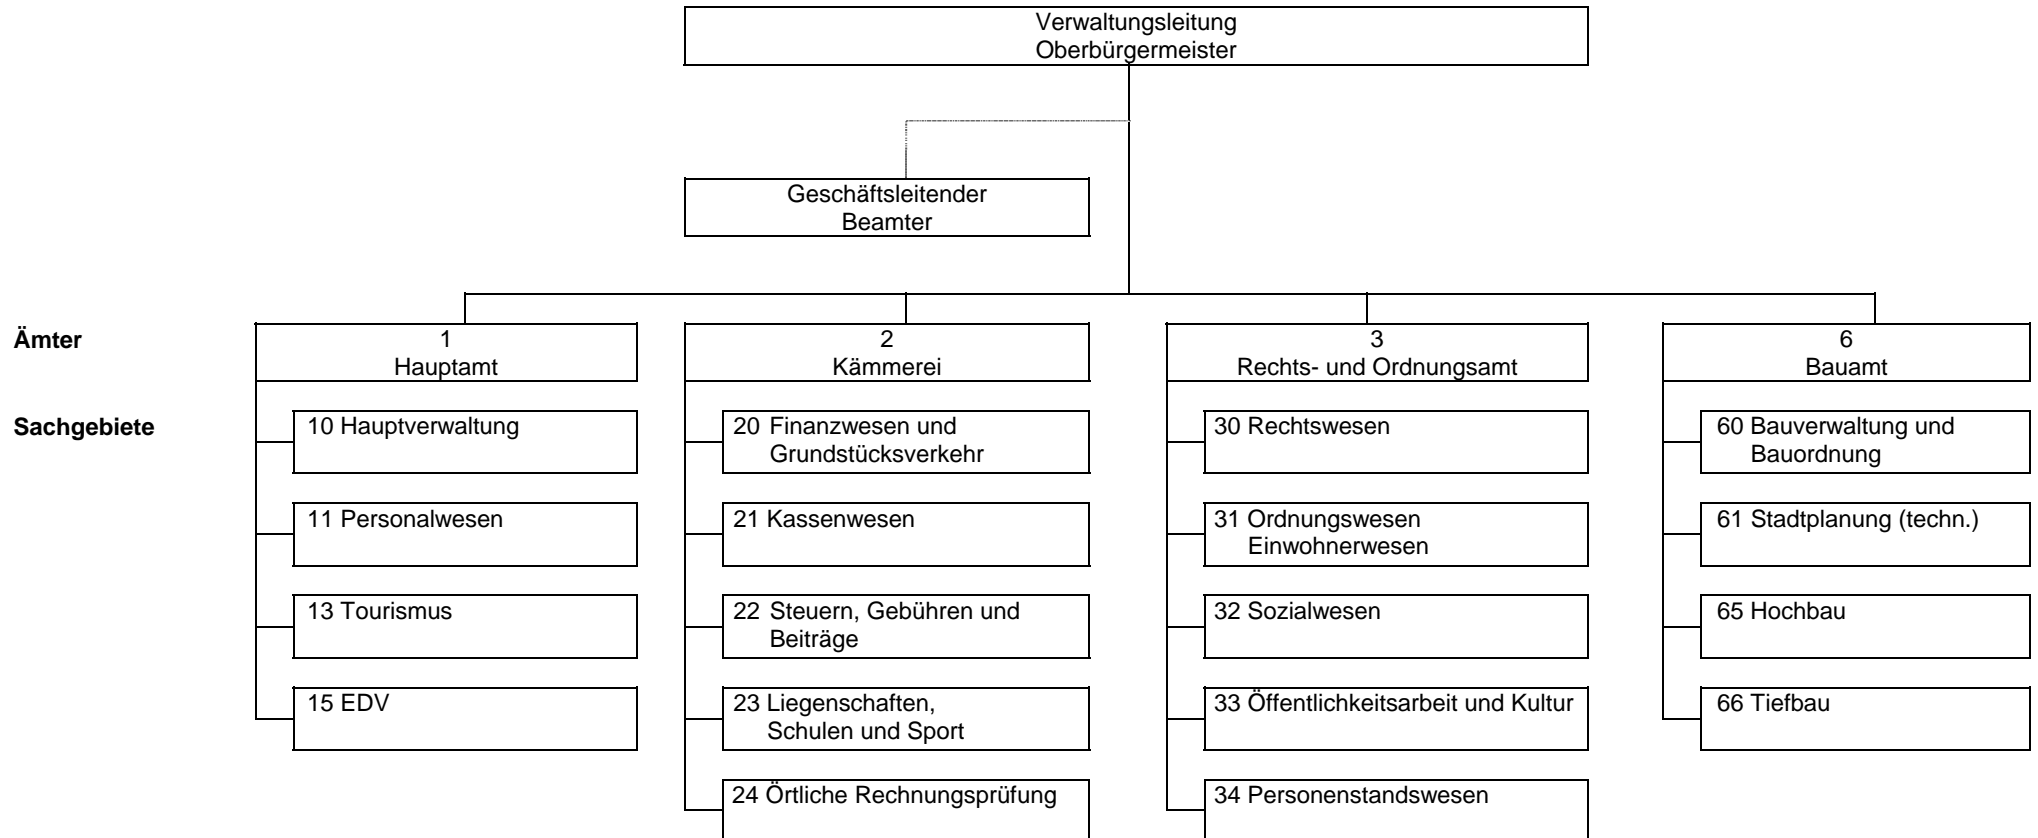 Verwaltungsleitung
Oberbürgermeister
Geschäftsleitender
Beamter
Ämter
1
Hauptamt
2
Kämmerei
3
Rechts- und Ordnungsamt
6
Bauamt
Sachgebiete
10 Hauptverwaltung
11 Personalwesen
13 Tourismus
15 EDV
20 Finanzwesen und
Grundstücksverkehr
21 Kassenwesen
22 Steuern, Gebühren und
Beiträge
23 Liegenschaften,
Schulen und Sport
24 Örtliche Rechnungsprüfung
30 Rechtswesen
31 Ordnungswesen
Einwohnerwesen
32 Sozialwesen
33 Öffentlichkeitsarbeit und Kultur
34 Personenstandswesen
60 Bauverwaltung und
Bauordnung
61 Stadtplanung (techn.)
65 Hochbau
66 Tiefbau